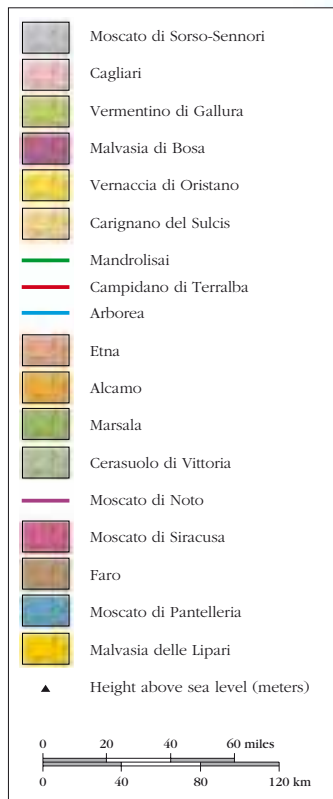 Moscato di Sorso-Sennori
Cagliari
Vermentino di Gallura
Malvasia di Bosa
Vernaccia di Oristano
Carignano del Sulcis
Mandrolisai
Campidano di Terralba
Arborea
Etna
Alcamo
Marsala
Cerasuolo di Vittoria
Moscato di Noto
Moscato di Siracusa
Faro
Moscato di Pantelleria
Malvasia delle Lipari
Height above sea level (meters)
0 20 40 60 miles
0 40 80 120 km